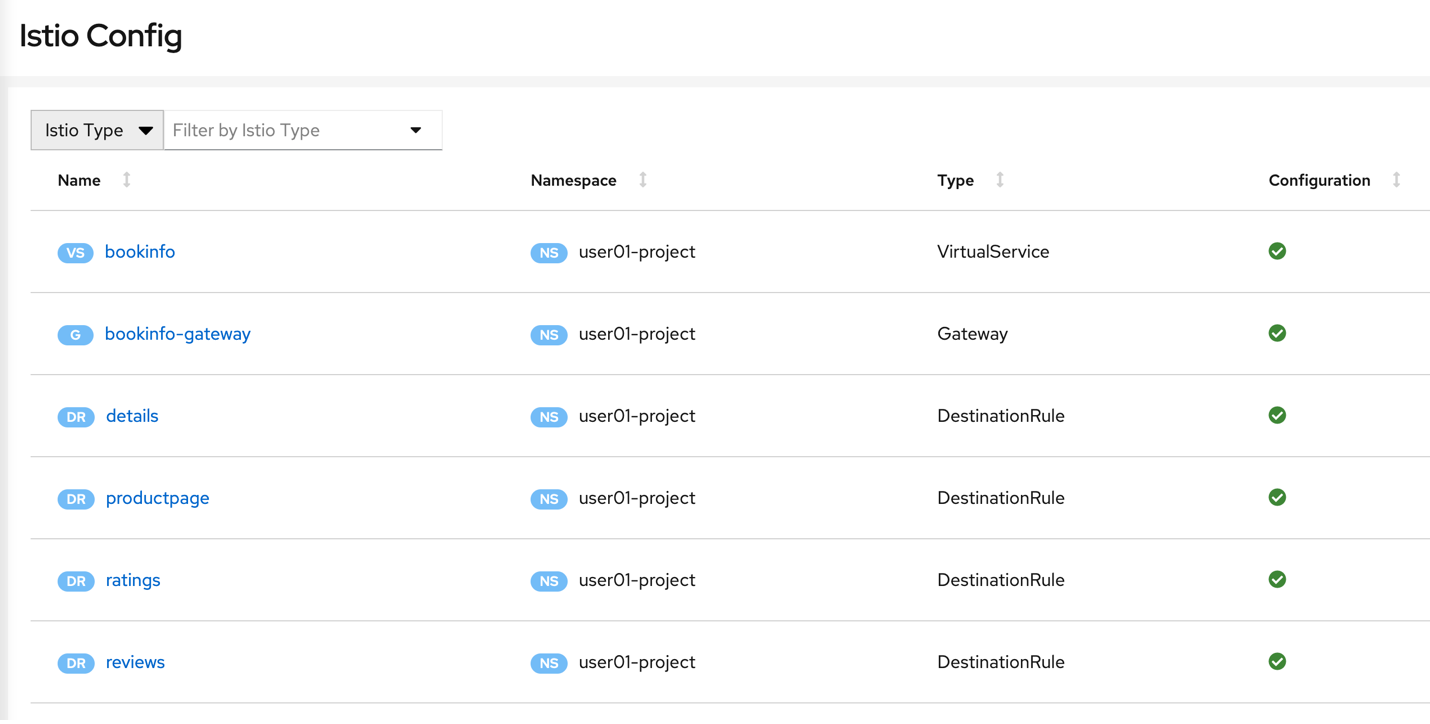 Istio Config
Istio Type Filter by Istio Type
Name Namespace Type Configuration
VS bookinfo NS user01-project VirtualService
G bookinfo-gateway NS user01-project Gateway
DR details NS user01-project DestinationRule
DR productpage NS user01-project DestinationRule
DR ratings NS user01-project DestinationRule
DR reviews NS user01-project DestinationRule